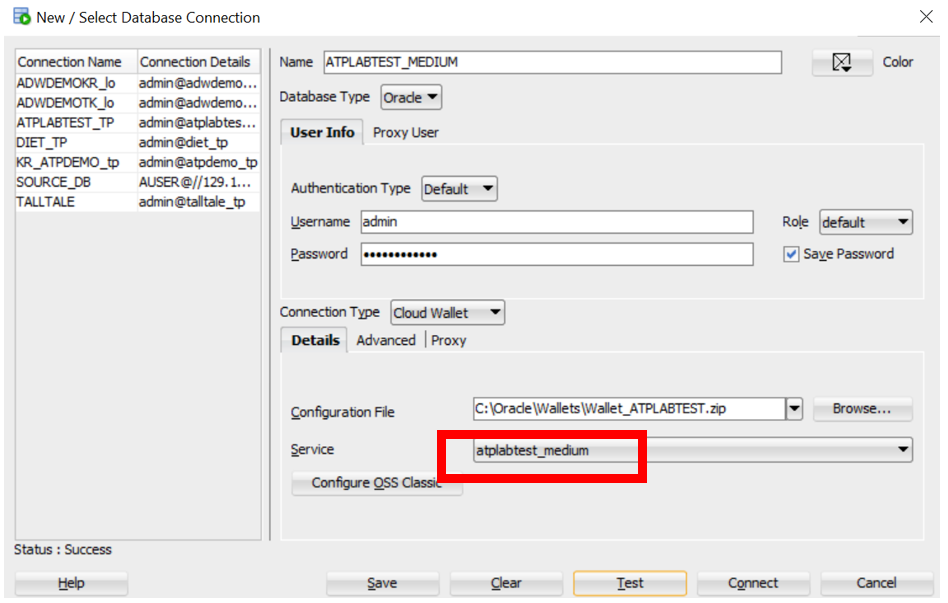 New / Select Database Connection
Connection Name Connection Details
ADWDEMOKR_lo admin@adwdemo...
ADWDEMOTK_lo admin@adwdemo...
ATPLABTEST_TP admin@atplabtes...
DIET_TP admin@diet_tp
KR_ATPDEMO_tp admin@atpdemo_tp
SOURCE_DB AUSER@//129.1...
TALLTALE admin@talltale_tp
Name ATPLABTEST_MEDIUM Color
Database Type Oracle
User Info Proxy User
Authentication Type Default
Username admin Role default
Password •••••••••••• Save Password
Connection Type Cloud Wallet
Details Advanced Proxy
Configuration File C:\Oracle\Wallets\Wallet_ATPLABTEST.zip Browse...
Service atplabtest_medium
Configure OSS Classic
Status : Success
Help Save Clear Test Connect Cancel